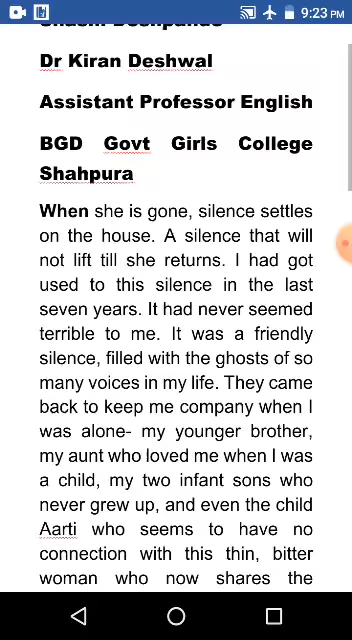 9:23 PM
Shashi Deshpande
Dr Kiran Deshwal
Assistant Professor English
BGD Govt Girls College
Shahpura
When she is gone, silence settles
on the house. A silence that will
not lift till she returns. I had got
used to this silence in the last
seven years. It had never seemed
terrible to me. It was a friendly
silence, filled with the ghosts of so
many voices in my life. They came
back to keep me company when I
was alone- my younger brother,
my aunt who loved me when I was
a child, my two infant sons who
never grew up, and even the child
Aarti who seems to have no
connection with this thin, bitter
woman who now shares the